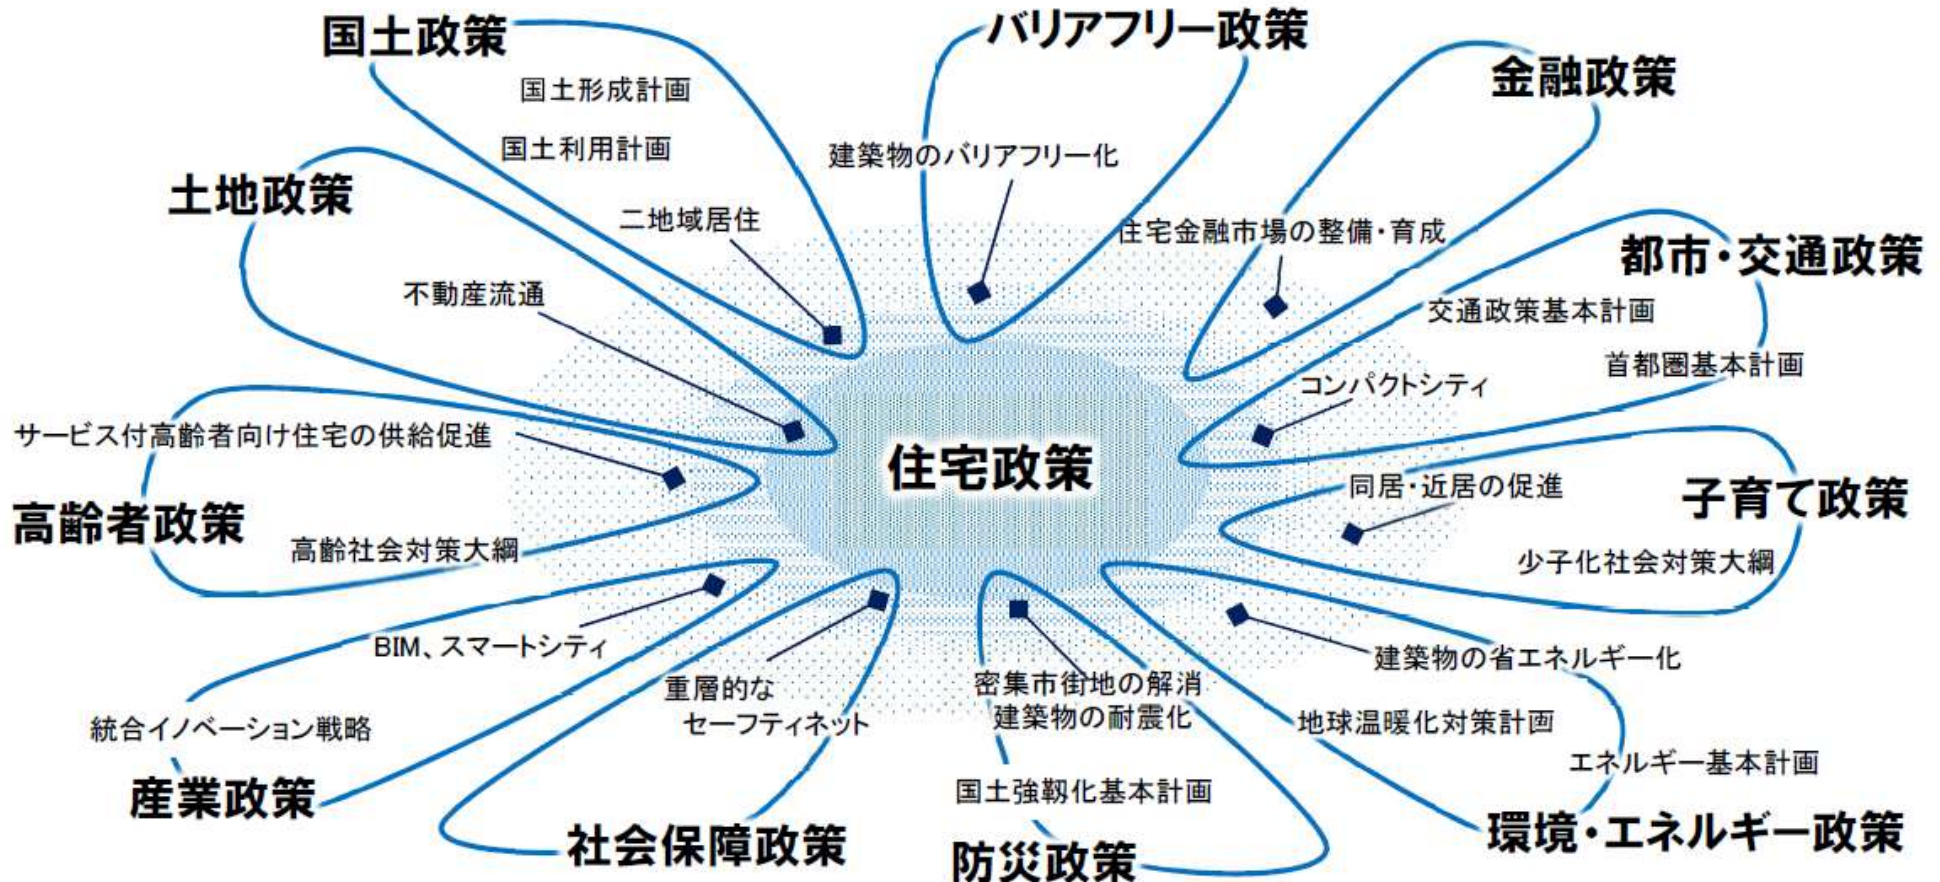 国土政策
国土形成計画
国土利用計画
二地域居住
バリアフリー政策
建築物のバリアフリー化
金融政策
住宅金融市場の整備・育成
土地政策
不動産流通
都市・交通政策
交通政策基本計画
首都圏基本計画
コンパクトシティ
サービス付高齢者向け住宅の供給促進
高齢者政策
高齢社会対策大綱
住宅政策
同居・近居の促進
子育て政策
少子化社会対策大綱
BIM、スマートシティ
統合イノベーション戦略
産業政策
重層的な
セーフティネット
社会保障政策
密集市街地の解消
建築物の耐震化
国土強靱化基本計画
防災政策
建築物の省エネルギー化
地球温暖化対策計画
エネルギー基本計画
環境・エネルギー政策